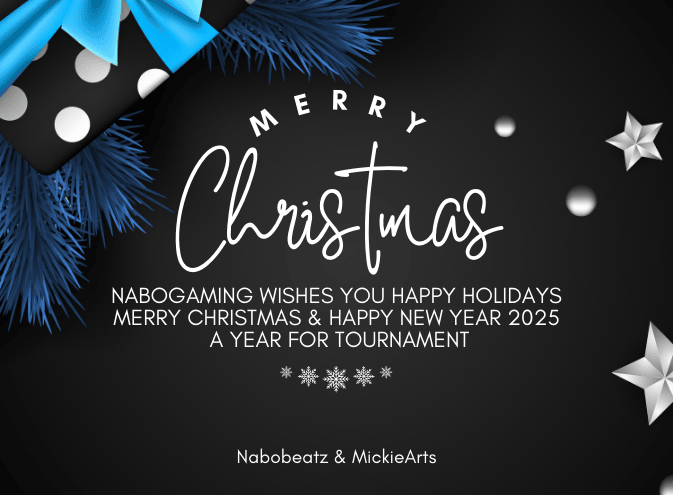 MERRY
Christmas
NABOGAMING WISHES YOU HAPPY HOLIDAYS
MERRY CHRISTMAS & HAPPY NEW YEAR 2025
A YEAR FOR TOURNAMENT
Nabobeatz & MickieArts